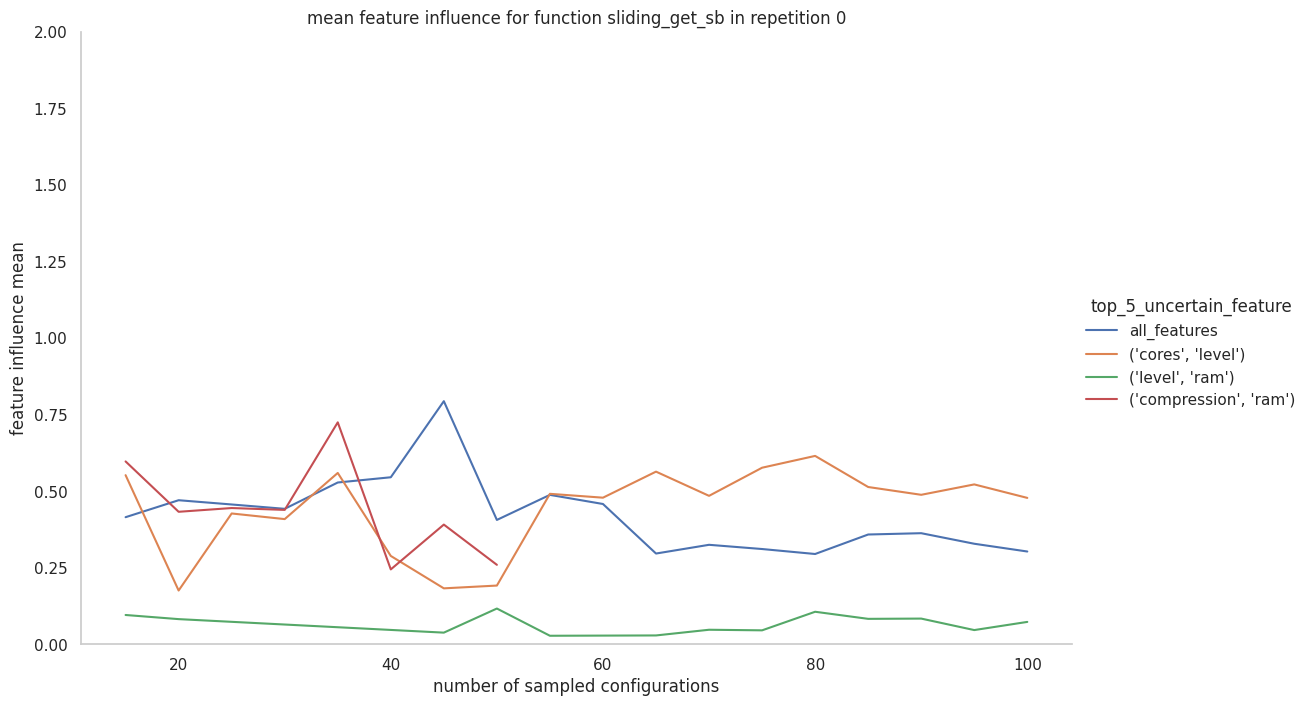 mean feature influence for function sliding_get_sb in repetition 0
2.00
1.75
1.50
1.25
1.00
0.75
0.50
0.25
0.00
feature influence mean
20 40 60 80 100
number of sampled configurations
top_5_uncertain_feature
all_features
('cores', 'level')
('level', 'ram')
('compression', 'ram')